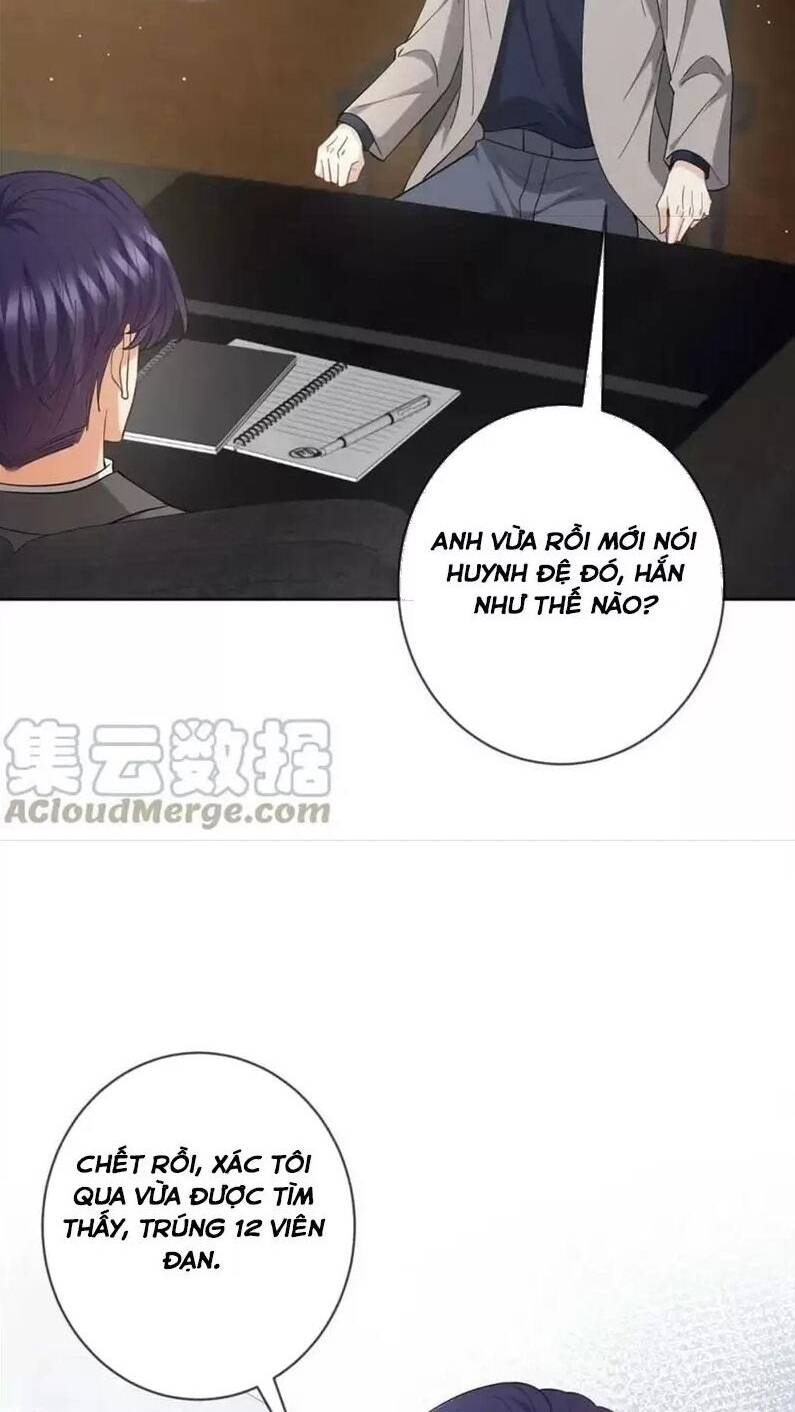 ANH VỪA RỒI MỚI NÓI
HUYNH ĐỆ ĐÓ, HẮN
NHƯ THẾ NÀO?
集云数据
ACloudMerge.com
CHẾT RỒI, XÁC TÔI
QUA VỪA ĐƯỢC TÌM
THẤY, TRÚNG 12 VIÊN
ĐẠN.